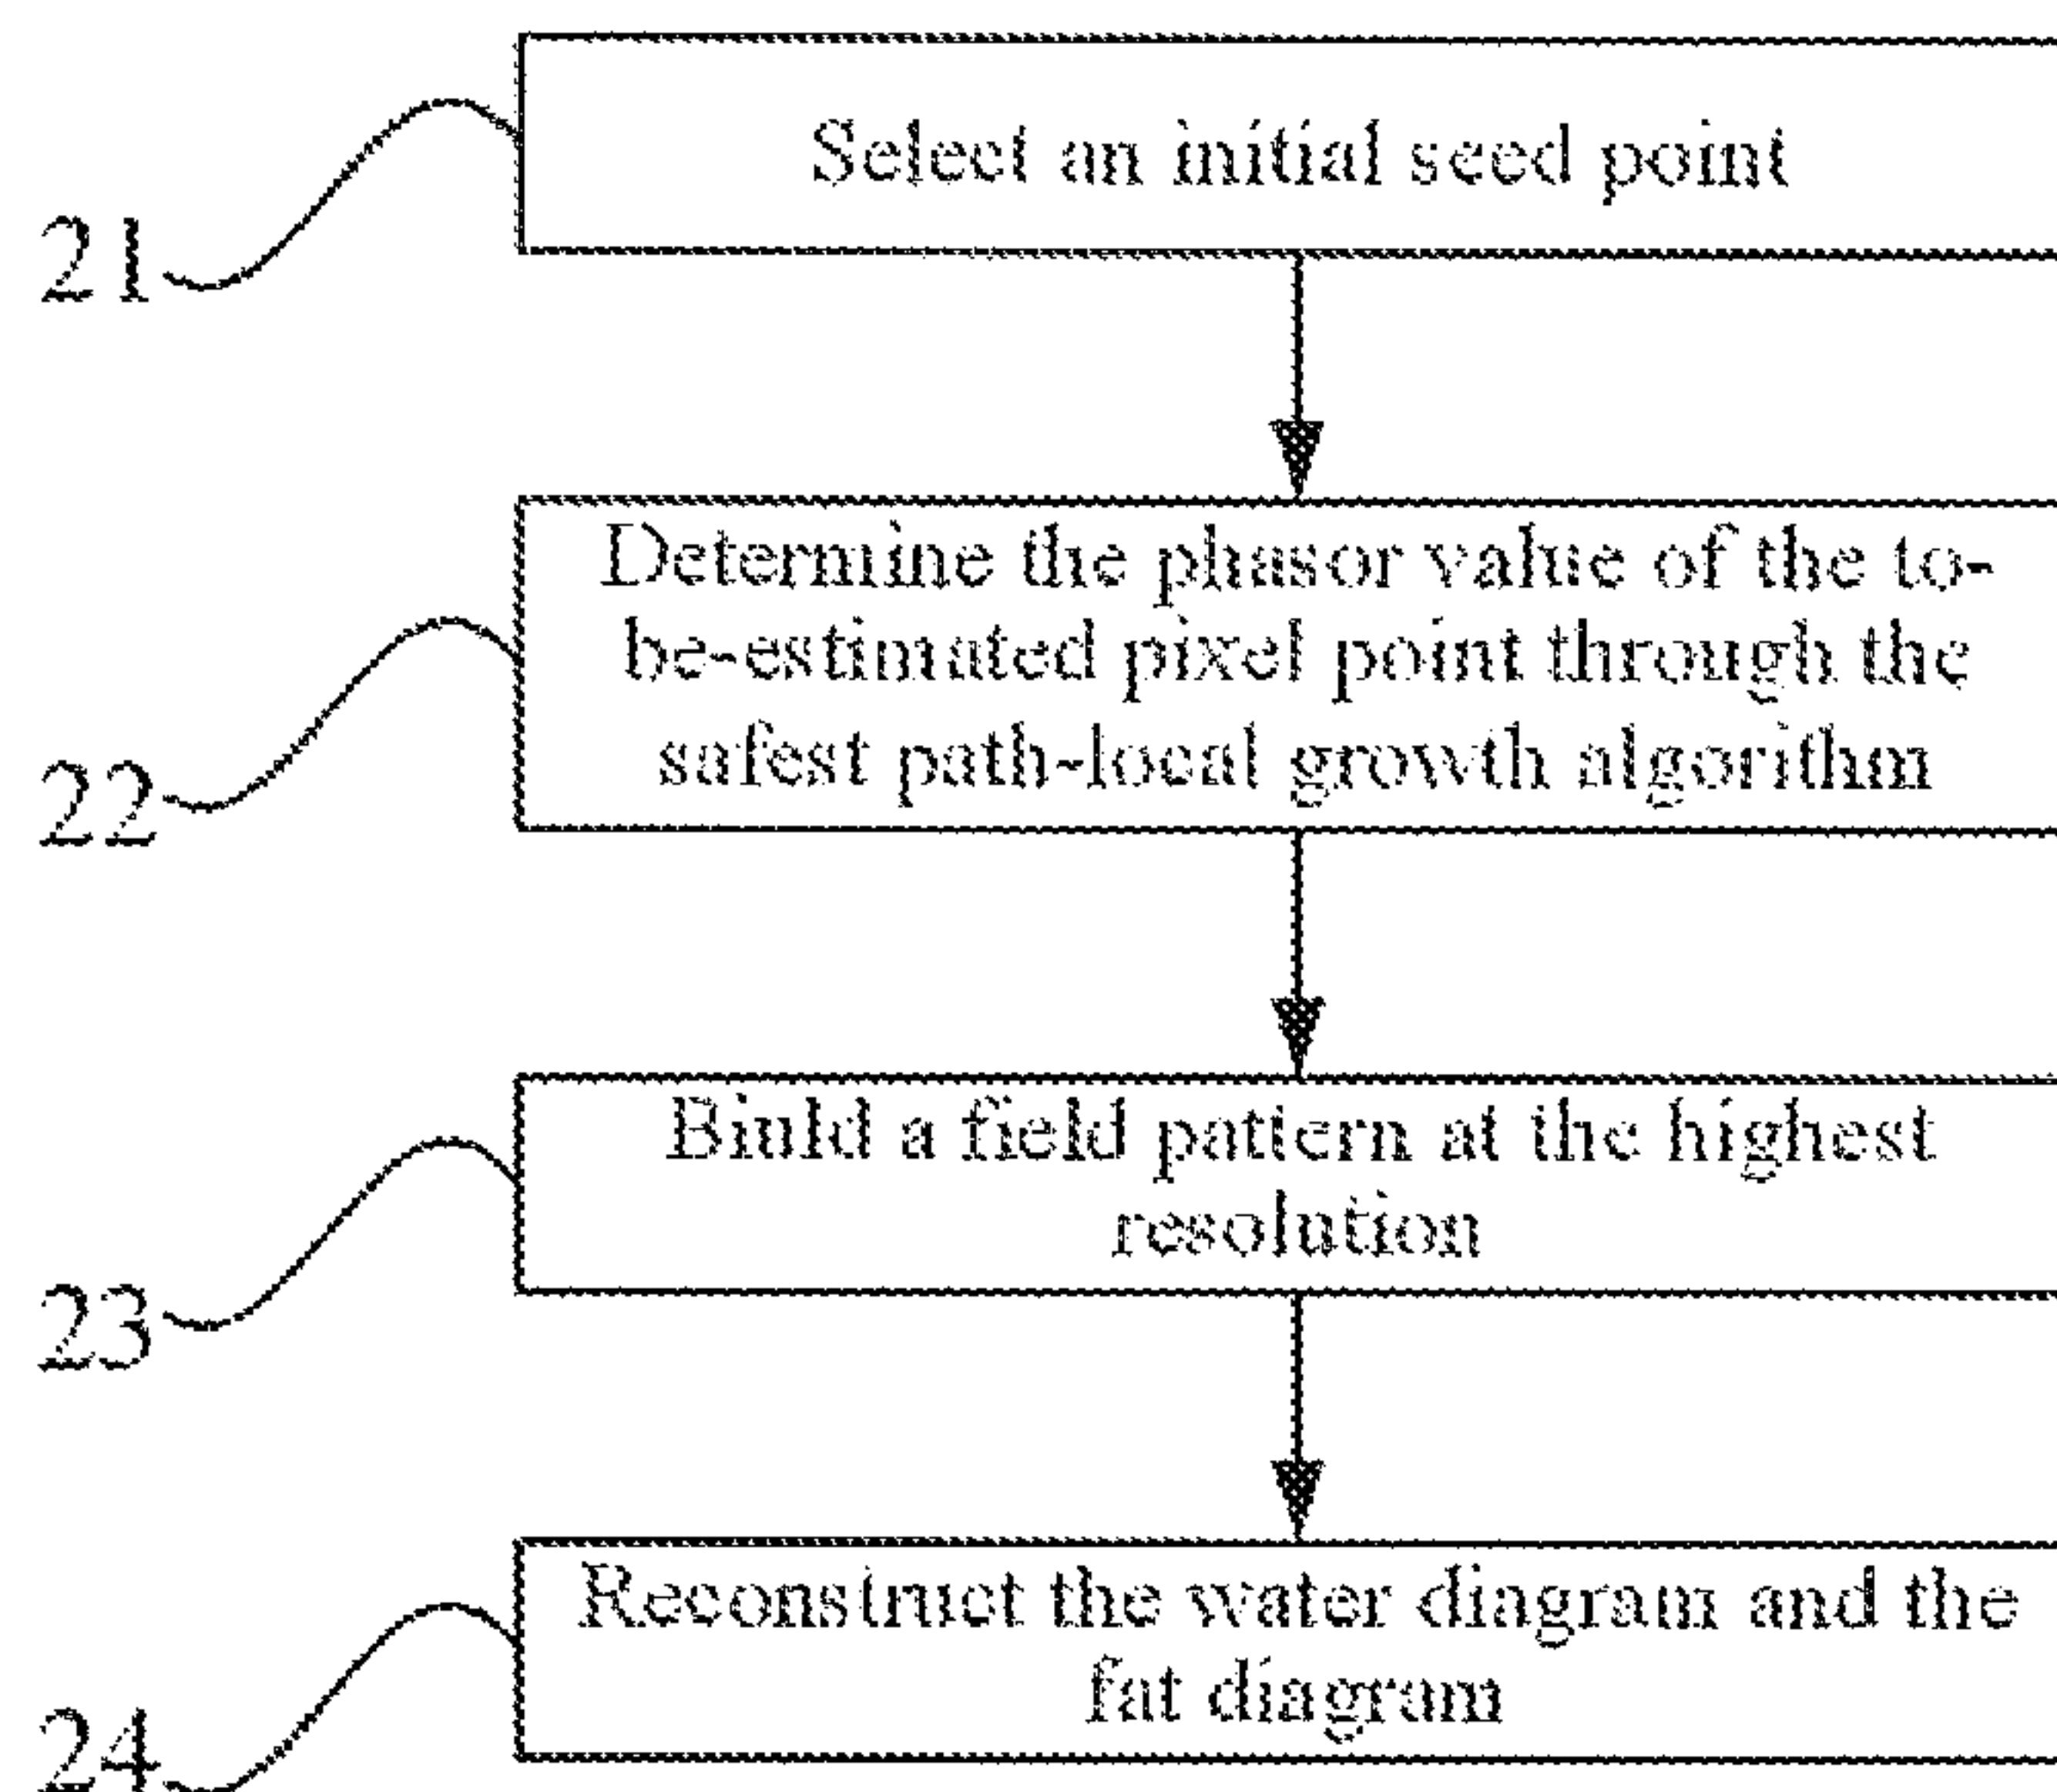 Select an initial seed point
21
Determine the phasor value of the to-
be-estimated pixel point through the
safest path-local growth algorithm
22
Build a field pattern at the highest
resolution
23
Reconstruct the water diagram and the
fat diagram
24